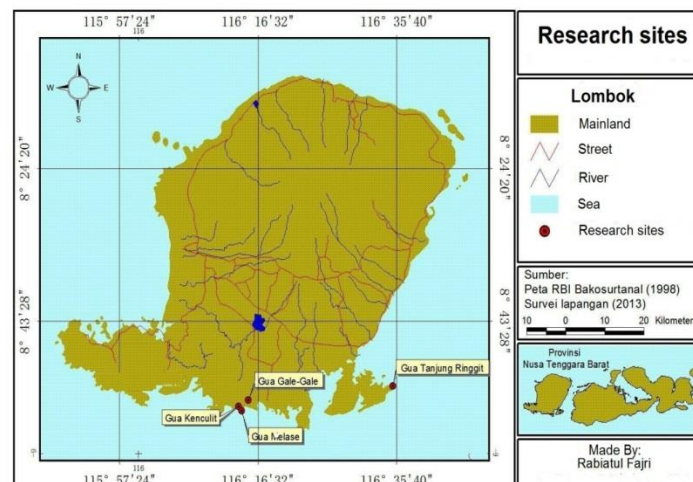 115° 57' 24" 116° 16' 32" 116° 35' 40"
116
N
W E
S
8° 24' 20"
8° 24' 20"
8° 43' 28"
8° 43' 28"
Gua Tanjung Ringgit
Gua Gale-Gale
Gua Kenculit
Gua Melase
-9
-9
116
115° 57' 24" 116° 16' 32" 116° 35' 40"
Research sites
Lombok
Mainland
Street
River
Sea
Research sites
Sumber:
Peta RBI Bakosurtanal (1998)
Survei lapangan (2013)
10 0 10 20 Kilometer
Provinsi
Nusa Tenggara Barat
Made By:
Rabiatul Fajri